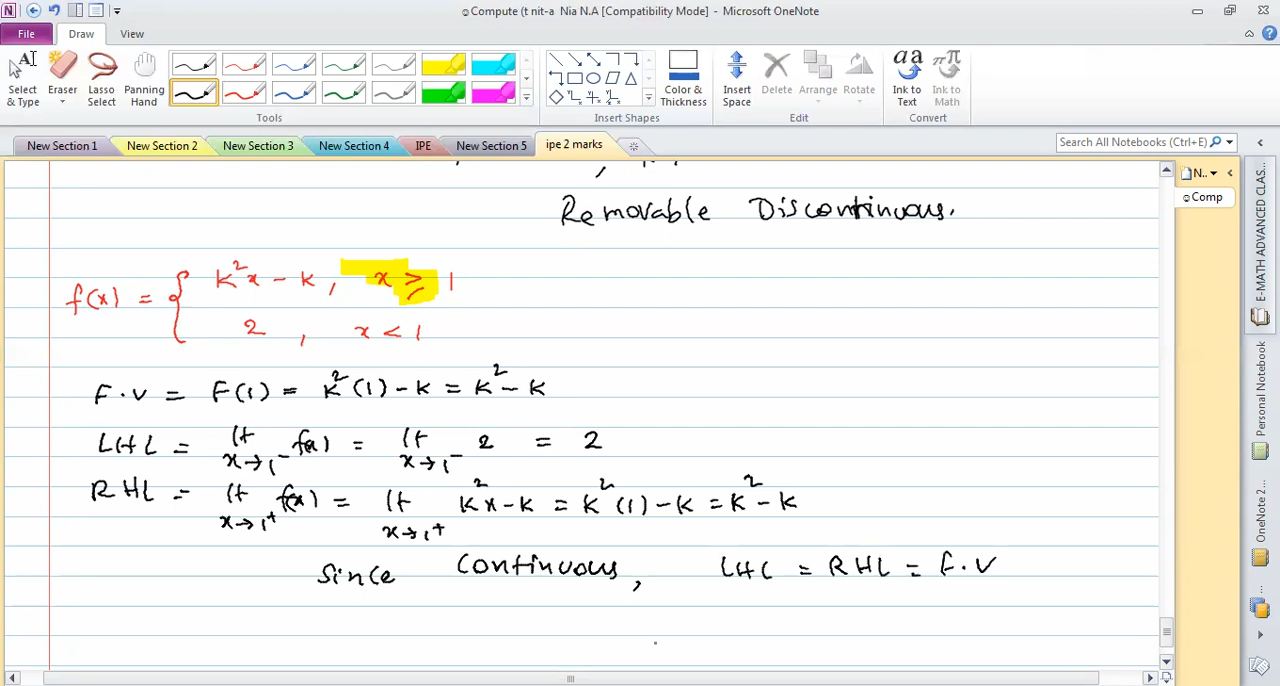 ☺Compute (t nit-a Nia N.A [Compatibility Mode] - Microsoft OneNote
File Draw View
Select & Type
Eraser
Lasso Select
Panning Hand
Color & Thickness
Insert Space
Delete
Arrange
Rotate
Ink to Text
Ink to Math
Tools
Insert Shapes
Edit
Convert
New Section 1 New Section 2 New Section 3 New Section 4 IPE New Section 5 ipe 2 marks
Search All Notebooks (Ctrl+E)
N..
☺Comp
E-MATH ADVANCED CLAS...
Personal Notebook
OneNote 2...
Removable Discontinuous.
f(x) = { k²x - k, x ≥ 1
2, x < 1
F.V = F(1) = k²(1) - k = k² - k
LHL = lt x→1⁻ f(x) = lt x→1⁻ 2 = 2
RHL = lt x→1⁺ f(x) = lt x→1⁺ k²x - k = k²(1) - k = k² - k
Since Continuous, LHL = RHL = F.V